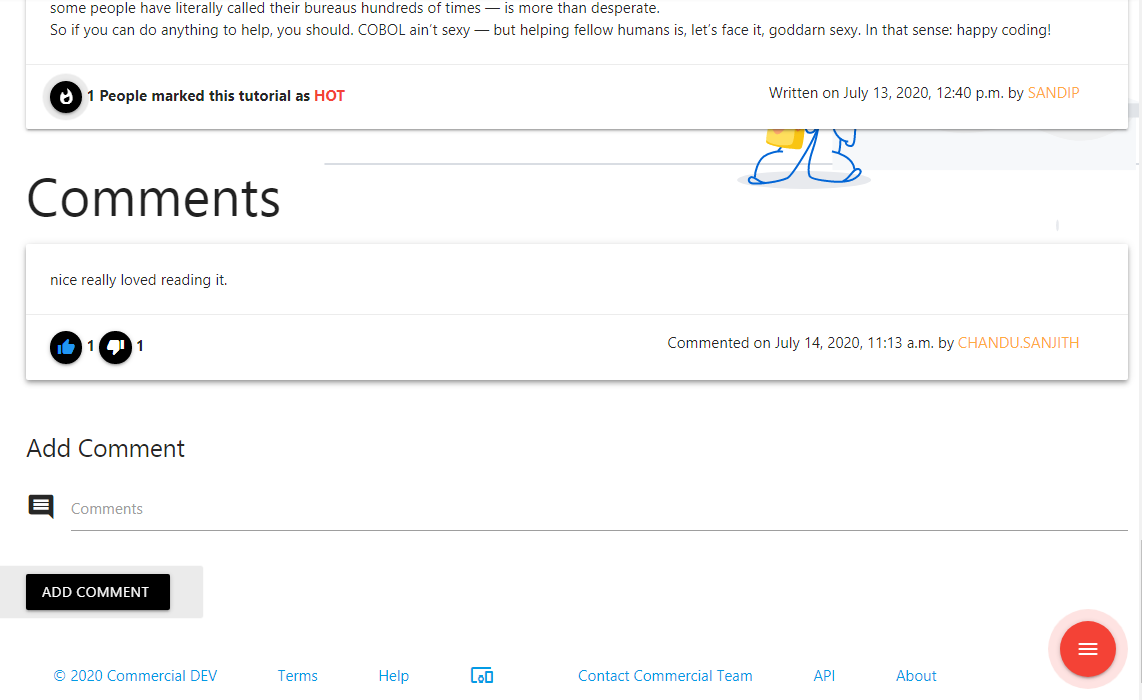 some people have literally called their bureaus hundreds of times — is more than desperate.
So if you can do anything to help, you should. COBOL ain’t sexy — but helping fellow humans is, let’s face it, goddarn sexy. In that sense: happy coding!
1 People marked this tutorial as HOT
Written on July 13, 2020, 12:40 p.m. by SANDIP
Comments
nice really loved reading it.
1 1
Commented on July 14, 2020, 11:13 a.m. by CHANDU.SANJITH
Add Comment
Comments
ADD COMMENT
© 2020 Commercial DEV Terms Help Contact Commercial Team API About